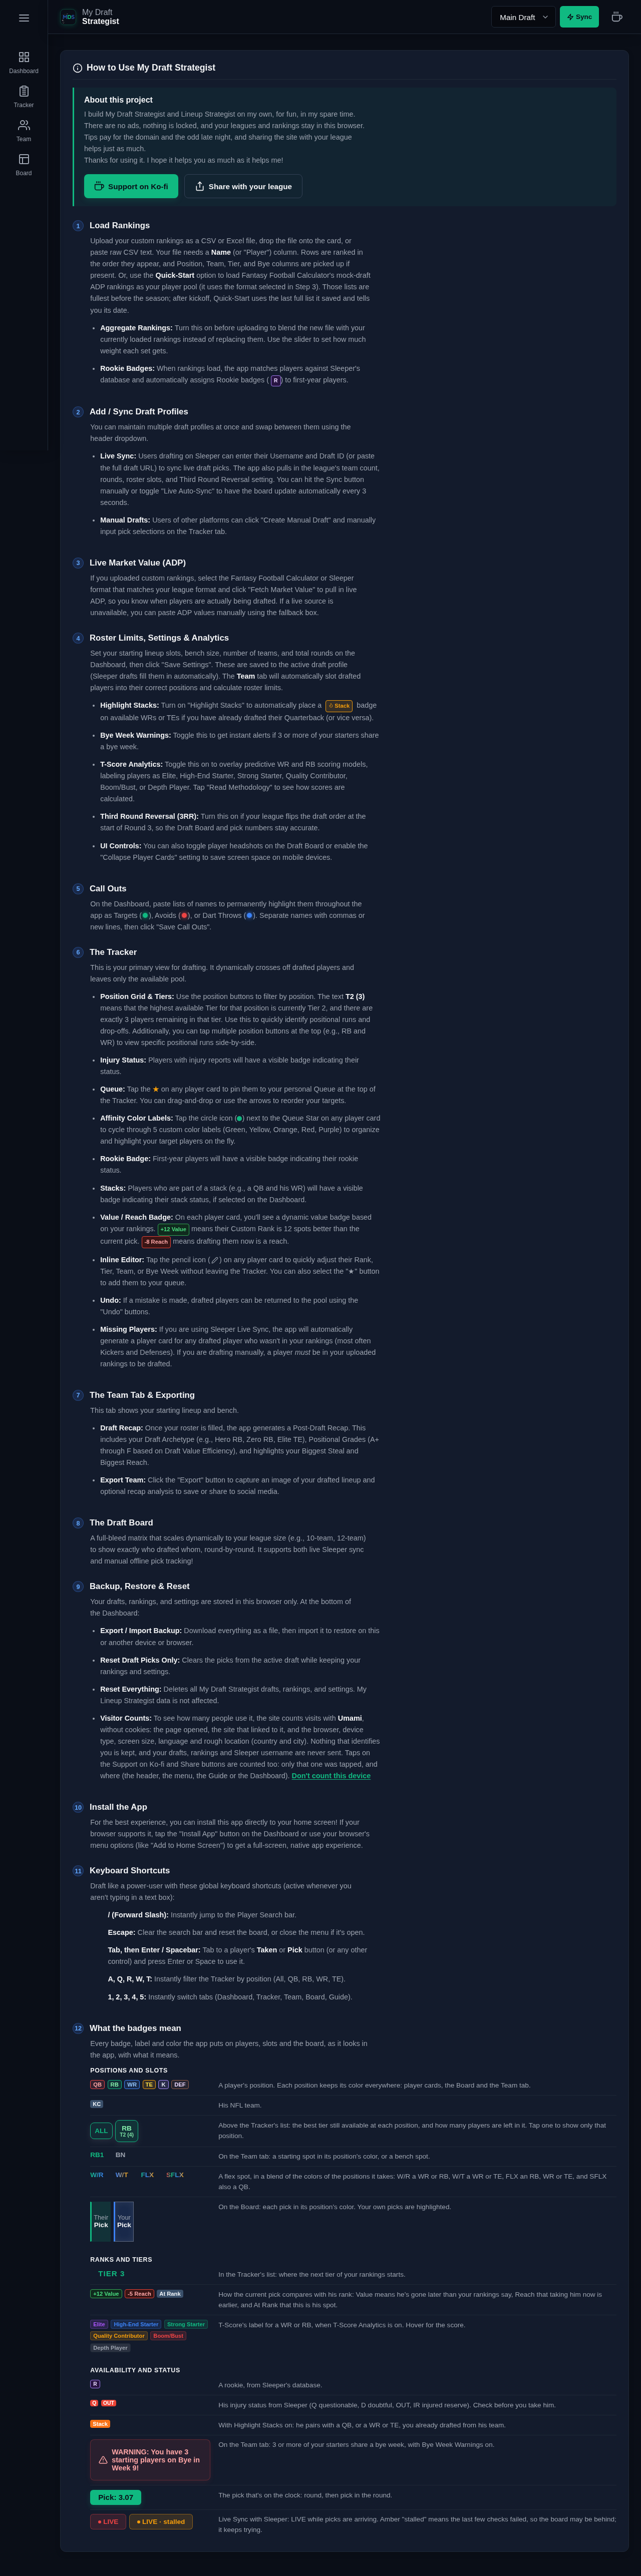 My Draft
Strategist
Main Draft
Sync
Dashboard
Tracker
Team
Board
How to Use My Draft Strategist
About this project
I build My Draft Strategist and Lineup Strategist on my own, for fun, in my spare time.
There are no ads, nothing is locked, and your leagues and rankings stay in this browser.
Tips pay for the domain and the odd late night, and sharing the site with your league
helps just as much.
Thanks for using it. I hope it helps you as much as it helps me!
Support on Ko-fi
Share with your league
1 Load Rankings
Upload your custom rankings as a CSV or Excel file, drop the file onto the card, or
paste raw CSV text. Your file needs a Name (or "Player") column. Rows are ranked in
the order they appear, and Position, Team, Tier, and Bye columns are picked up if
present. Or, use the Quick-Start option to load Fantasy Football Calculator's mock-draft
ADP rankings as your player pool (it uses the format selected in Step 3). Those lists are
fullest before the season; after kickoff, Quick-Start uses the last full list it saved and tells
you its date.
• Aggregate Rankings: Turn this on before uploading to blend the new file with your
currently loaded rankings instead of replacing them. Use the slider to set how much
weight each set gets.
• Rookie Badges: When rankings load, the app matches players against Sleeper's
database and automatically assigns Rookie badges ( R ) to first-year players.
2 Add / Sync Draft Profiles
You can maintain multiple draft profiles at once and swap between them using the
header dropdown.
• Live Sync: Users drafting on Sleeper can enter their Username and Draft ID (or paste
the full draft URL) to sync live draft picks. The app also pulls in the league's team count,
rounds, roster slots, and Third Round Reversal setting. You can hit the Sync button
manually or toggle "Live Auto-Sync" to have the board update automatically every 3
seconds.
• Manual Drafts: Users of other platforms can click "Create Manual Draft" and manually
input pick selections on the Tracker tab.
3 Live Market Value (ADP)
If you uploaded custom rankings, select the Fantasy Football Calculator or Sleeper
format that matches your league format and click "Fetch Market Value" to pull in live
ADP, so you know when players are actually being drafted. If a live source is
unavailable, you can paste ADP values manually using the fallback box.
4 Roster Limits, Settings & Analytics
Set your starting lineup slots, bench size, number of teams, and total rounds on the
Dashboard, then click "Save Settings". These are saved to the active draft profile
(Sleeper drafts fill them in automatically). The Team tab will automatically slot drafted
players into their correct positions and calculate roster limits.
• Highlight Stacks: Turn on "Highlight Stacks" to automatically place a Stack badge
on available WRs or TEs if you have already drafted their Quarterback (or vice versa).
• Bye Week Warnings: Toggle this to get instant alerts if 3 or more of your starters share
a bye week.
• T-Score Analytics: Toggle this on to overlay predictive WR and RB scoring models,
labeling players as Elite, High-End Starter, Strong Starter, Quality Contributor,
Boom/Bust, or Depth Player. Tap "Read Methodology" to see how scores are
calculated.
• Third Round Reversal (3RR): Turn this on if your league flips the draft order at the
start of Round 3, so the Draft Board and pick numbers stay accurate.
• UI Controls: You can also toggle player headshots on the Draft Board or enable the
"Collapse Player Cards" setting to save screen space on mobile devices.
5 Call Outs
On the Dashboard, paste lists of names to permanently highlight them throughout the
app as Targets ( ), Avoids ( ), or Dart Throws ( ). Separate names with commas or
new lines, then click "Save Call Outs".
6 The Tracker
This is your primary view for drafting. It dynamically crosses off drafted players and
leaves only the available pool.
• Position Grid & Tiers: Use the position buttons to filter by position. The text T2 (3)
means that the highest available Tier for that position is currently Tier 2, and there are
exactly 3 players remaining in that tier. Use this to quickly identify positional runs and
drop-offs. Additionally, you can tap multiple position buttons at the top (e.g., RB and
WR) to view specific positional runs side-by-side.
• Injury Status: Players with injury reports will have a visible badge indicating their
status.
• Queue: Tap the ★ on any player card to pin them to your personal Queue at the top of
the Tracker. You can drag-and-drop or use the arrows to reorder your targets.
• Affinity Color Labels: Tap the circle icon ( ) next to the Queue Star on any player card
to cycle through 5 custom color labels (Green, Yellow, Orange, Red, Purple) to organize
and highlight your target players on the fly.
• Rookie Badge: First-year players will have a visible badge indicating their rookie
status.
• Stacks: Players who are part of a stack (e.g., a QB and his WR) will have a visible
badge indicating their stack status, if selected on the Dashboard.
• Value / Reach Badge: On each player card, you'll see a dynamic value badge based
on your rankings. +12 Value means their Custom Rank is 12 spots better than the
current pick. -8 Reach means drafting them now is a reach.
• Inline Editor: Tap the pencil icon ( ) on any player card to quickly adjust their Rank,
Tier, Team, or Bye Week without leaving the Tracker. You can also select the "★" button
to add them to your queue.
• Undo: If a mistake is made, drafted players can be returned to the pool using the
"Undo" buttons.
• Missing Players: If you are using Sleeper Live Sync, the app will automatically
generate a player card for any drafted player who wasn't in your rankings (most often
Kickers and Defenses). If you are drafting manually, a player must be in your uploaded
rankings to be drafted.
7 The Team Tab & Exporting
This tab shows your starting lineup and bench.
• Draft Recap: Once your roster is filled, the app generates a Post-Draft Recap. This
includes your Draft Archetype (e.g., Hero RB, Zero RB, Elite TE), Positional Grades (A+
through F based on Draft Value Efficiency), and highlights your Biggest Steal and
Biggest Reach.
• Export Team: Click the "Export" button to capture an image of your drafted lineup and
optional recap analysis to save or share to social media.
8 The Draft Board
A full-bleed matrix that scales dynamically to your league size (e.g., 10-team, 12-team)
to show exactly who drafted whom, round-by-round. It supports both live Sleeper sync
and manual offline tracking!
9 Backup, Restore & Reset
Your drafts, rankings, and settings are stored in this browser only. At the bottom of
the Dashboard:
• Export / Import Backup: Download everything as a file, then import it to restore on this
or another device or browser.
• Reset Draft Picks Only: Clears the picks from the active draft while keeping your
rankings and settings.
• Reset Everything: Deletes all My Draft Strategist drafts, rankings, and settings. My
Lineup Strategist data is not affected.
• Visitor Counts: To see how many people use it, the site counts visits with Umami,
without cookies: the page opened, the site that linked to it, and the browser, device
type, screen size, language and rough location (country and city). Nothing that identifies
you is kept, and your drafts, rankings and Sleeper username are never sent. Taps on
the Support on Ko-fi and Share buttons are counted too: only that one was tapped, and
where (the header, the menu, the Guide or the Dashboard). Don't count this device
10 Install the App
For the best experience, you can install this app directly to your home screen! If your
browser supports it, tap the "Install App" button on the Dashboard or use your browser's
menu options (like "Add to Home Screen") to get a full-screen, native app experience.
11 Keyboard Shortcuts
Draft like a power-user with these global keyboard shortcuts (active whenever you
aren't typing in a text box):
/ (Forward Slash): Instantly jump to the Player Search bar.
Escape: Clear the search bar and reset the board, or close the menu if it's open.
Tab, then Enter / Spacebar: Tab to a player's Taken or Pick button (or any other
control) and press Enter or Space to use it.
A, Q, R, W, T: Instantly filter the Tracker by position (All, QB, RB, WR, TE).
1, 2, 3, 4, 5: Instantly switch tabs (Dashboard, Tracker, Team, Board, Guide).
12 What the badges mean
Every badge, label and color the app puts on players, slots and the board, as it looks in
the app, with what it means.
POSITIONS AND SLOTS
QB RB WR TE K DEF
A player's position. Each position keeps its color everywhere: player cards, the Board and the Team tab.
KC
His NFL team.
ALL RB
T2 (4)
Above the Tracker's list: the best tier still available at each position, and how many players are left in it. Tap one to show only that
position.
RB1 BN
On the Team tab: a starting spot in its position's color, or a bench spot.
W/R W/T FLX SFLX
A flex spot, in a blend of the colors of the positions it takes: W/R a WR or RB, W/T a WR or TE, FLX an RB, WR or TE, and SFLX
also a QB.
Their
Pick
Your
Pick
On the Board: each pick in its position's color. Your own picks are highlighted.
RANKS AND TIERS
TIER 3
In the Tracker's list: where the next tier of your rankings starts.
+12 Value -5 Reach At Rank
How the current pick compares with his rank: Value means he's gone later than your rankings say, Reach that taking him now is
earlier, and At Rank that this is his spot.
Elite High-End Starter Strong Starter
Quality Contributor Boom/Bust
Depth Player
T-Score's label for a WR or RB, when T-Score Analytics is on. Hover for the score.
AVAILABILITY AND STATUS
R
A rookie, from Sleeper's database.
Q OUT
His injury status from Sleeper (Q questionable, D doubtful, OUT, IR injured reserve). Check before you take him.
Stack
With Highlight Stacks on: he pairs with a QB, or a WR or TE, you already drafted from his team.
WARNING: You have 3
starting players on Bye in
Week 9!
On the Team tab: 3 or more of your starters share a bye week, with Bye Week Warnings on.
Pick: 3.07
The pick that's on the clock: round, then pick in the round.
● LIVE ● LIVE · stalled
Live Sync with Sleeper: LIVE while picks are arriving. Amber "stalled" means the last few checks failed, so the board may be behind;
it keeps trying.